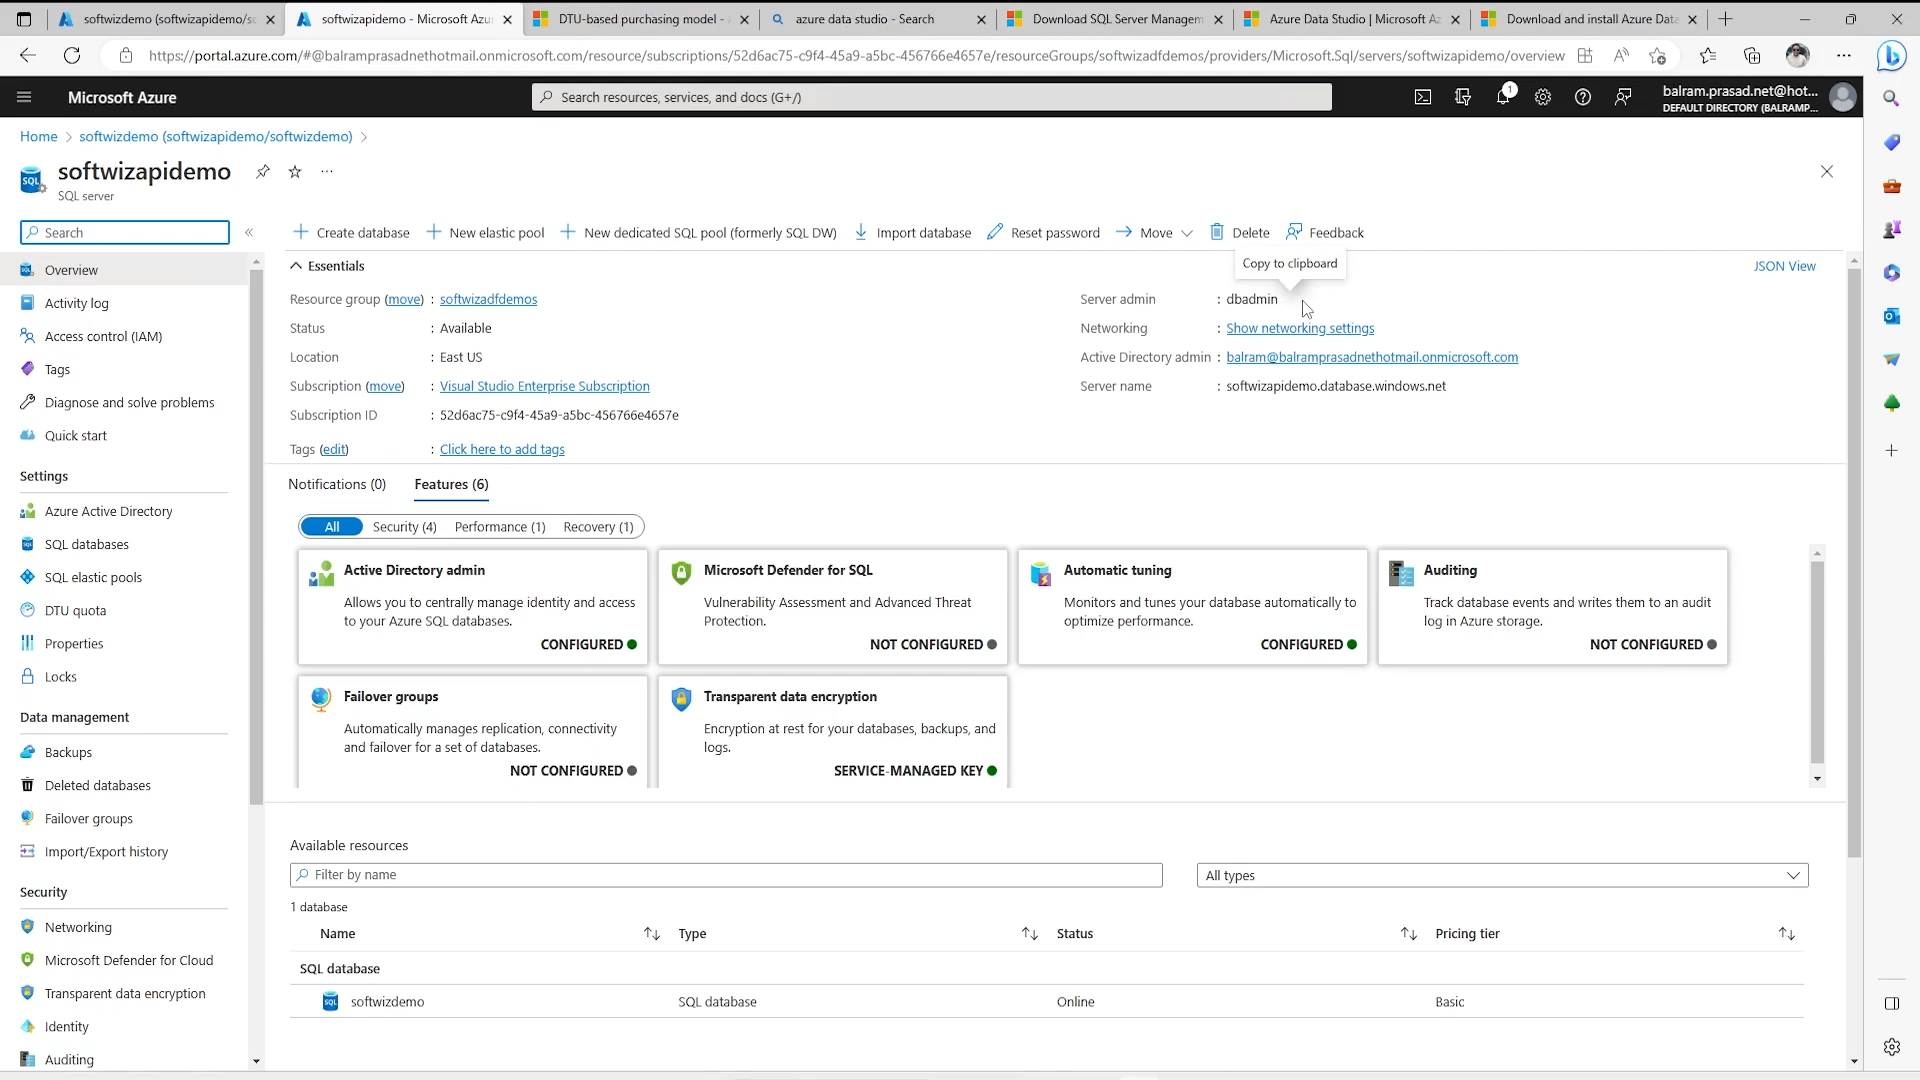 softwizdemo (softwizapidemo/sc
softwizapidemo - Microsoft Azu
DTU-based purchasing model - A
azure data studio - Search
Download SQL Server Managem
Azure Data Studio | Microsoft Az
Download and install Azure Data
https://portal.azure.com/#@balramprasadnethotmail.onmicrosoft.com/resource/subscriptions/52d6ac75-c9f4-45a9-a5bc-456766e4657e/resourceGroups/softwizadfdemos/providers/Microsoft.Sql/servers/softwizapidemo/overview
Microsoft Azure
Search resources, services, and docs (G+/)
1
balram.prasad.net@hot...
DEFAULT DIRECTORY (BALRAMP...
Home > softwizdemo (softwizapidemo/softwizdemo) >
softwizapidemo
SQL server
Search
Create database
New elastic pool
New dedicated SQL pool (formerly SQL DW)
Import database
Reset password
Move
Delete
Feedback
Copy to clipboard
Overview
Activity log
Access control (IAM)
Tags
Diagnose and solve problems
Quick start
Settings
Azure Active Directory
SQL databases
SQL elastic pools
DTU quota
Properties
Locks
Data management
Backups
Deleted databases
Failover groups
Import/Export history
Security
Networking
Microsoft Defender for Cloud
Transparent data encryption
Identity
Auditing
Essentials
JSON View
Resource group (move) : softwizadfdemos
Status : Available
Location : East US
Subscription (move) : Visual Studio Enterprise Subscription
Subscription ID : 52d6ac75-c9f4-45a9-a5bc-456766e4657e
Tags (edit) : Click here to add tags
Server admin : dbadmin
Networking : Show networking settings
Active Directory admin : balram@balramprasadnethotmail.onmicrosoft.com
Server name : softwizapidemo.database.windows.net
Notifications (0)
Features (6)
All
Security (4)
Performance (1)
Recovery (1)
Active Directory admin
Allows you to centrally manage identity and access
to your Azure SQL databases.
CONFIGURED
Microsoft Defender for SQL
Vulnerability Assessment and Advanced Threat
Protection.
NOT CONFIGURED
Automatic tuning
Monitors and tunes your database automatically to
optimize performance.
CONFIGURED
Auditing
Track database events and writes them to an audit
log in Azure storage.
NOT CONFIGURED
Failover groups
Automatically manages replication, connectivity
and failover for a set of databases.
NOT CONFIGURED
Transparent data encryption
Encryption at rest for your databases, backups, and
logs.
SERVICE-MANAGED KEY
Available resources
Filter by name
All types
1 database
Name
Type
Status
Pricing tier
SQL database
SQL
softwizdemo
SQL database
Online
Basic